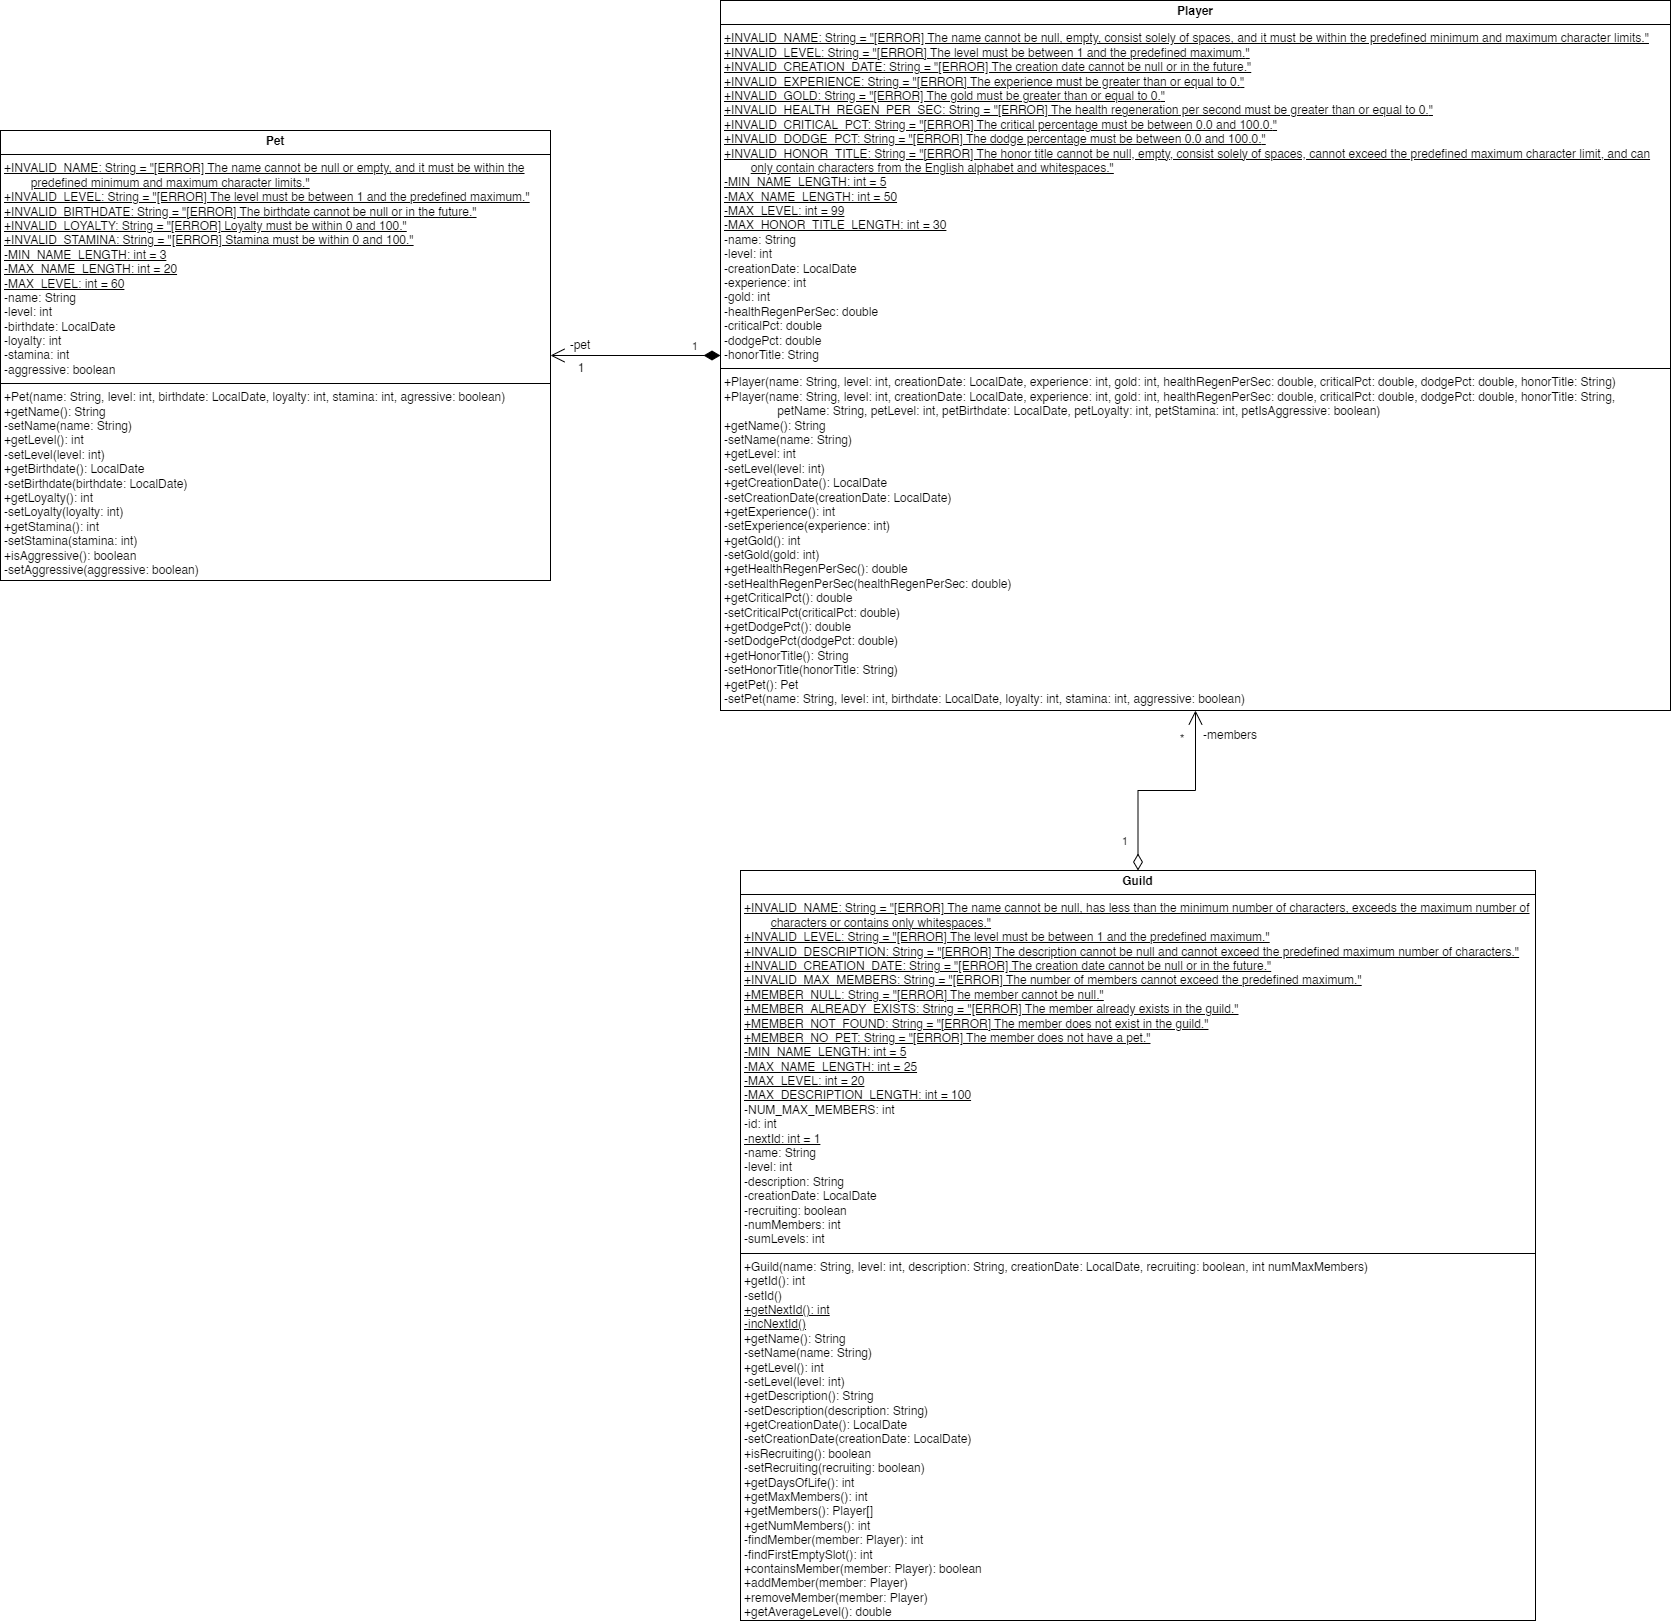 Player
+INVALID_NAME: String = "[ERROR] The name cannot be null, empty, consist solely of spaces, and it must be within the predefined minimum and maximum character limits."
+INVALID_LEVEL: String = "[ERROR] The level must be between 1 and the predefined maximum."
+INVALID_CREATION_DATE: String = "[ERROR] The creation date cannot be null or in the future."
+INVALID_EXPERIENCE: String = "[ERROR] The experience must be greater than or equal to 0."
+INVALID_GOLD: String = "[ERROR] The gold must be greater than or equal to 0."
+INVALID_HEALTH_REGEN_PER_SEC: String = "[ERROR] The health regeneration per second must be greater than or equal to 0."
+INVALID_CRITICAL_PCT: String = "[ERROR] The critical percentage must be between 0.0 and 100.0."
+INVALID_DODGE_PCT: String = "[ERROR] The dodge percentage must be between 0.0 and 100.0."
+INVALID_HONOR_TITLE: String = "[ERROR] The honor title cannot be null, empty, consist solely of spaces, cannot exceed the predefined maximum character limit, and can
only contain characters from the English alphabet and whitespaces."
-MIN_NAME_LENGTH: int = 5
-MAX_NAME_LENGTH: int = 50
-MAX_LEVEL: int = 99
-MAX_HONOR_TITLE_LENGTH: int = 30
-name: String
-level: int
-creationDate: LocalDate
-experience: int
-gold: int
-healthRegenPerSec: double
-criticalPct: double
-dodgePct: double
-honorTitle: String
+Player(name: String, level: int, creationDate: LocalDate, experience: int, gold: int, healthRegenPerSec: double, criticalPct: double, dodgePct: double, honorTitle: String)
+Player(name: String, level: int, creationDate: LocalDate, experience: int, gold: int, healthRegenPerSec: double, criticalPct: double, dodgePct: double, honorTitle: String,
petName: String, petLevel: int, petBirthdate: LocalDate, petLoyalty: int, petStamina: int, petIsAggressive: boolean)
+getName(): String
-setName(name: String)
+getLevel: int
-setLevel(level: int)
+getCreationDate(): LocalDate
-setCreationDate(creationDate: LocalDate)
+getExperience(): int
-setExperience(experience: int)
+getGold(): int
-setGold(gold: int)
+getHealthRegenPerSec(): double
-setHealthRegenPerSec(healthRegenPerSec: double)
+getCriticalPct(): double
-setCriticalPct(criticalPct: double)
+getDodgePct(): double
-setDodgePct(dodgePct: double)
+getHonorTitle(): String
-setHonorTitle(honorTitle: String)
+getPet(): Pet
-setPet(name: String, level: int, birthdate: LocalDate, loyalty: int, stamina: int, aggressive: boolean)
Pet
+INVALID_NAME: String = "[ERROR] The name cannot be null or empty, and it must be within the
predefined minimum and maximum character limits."
+INVALID_LEVEL: String = "[ERROR] The level must be between 1 and the predefined maximum."
+INVALID_BIRTHDATE: String = "[ERROR] The birthdate cannot be null or in the future."
+INVALID_LOYALTY: String = "[ERROR] Loyalty must be within 0 and 100."
+INVALID_STAMINA: String = "[ERROR] Stamina must be within 0 and 100."
-MIN_NAME_LENGTH: int = 3
-MAX_NAME_LENGTH: int = 20
-MAX_LEVEL: int = 60
-name: String
-level: int
-birthdate: LocalDate
-loyalty: int
-stamina: int
-aggressive: boolean
+Pet(name: String, level: int, birthdate: LocalDate, loyalty: int, stamina: int, agressive: boolean)
+getName(): String
-setName(name: String)
+getLevel(): int
-setLevel(level: int)
+getBirthdate(): LocalDate
-setBirthdate(birthdate: LocalDate)
+getLoyalty(): int
-setLoyalty(loyalty: int)
+getStamina(): int
-setStamina(stamina: int)
+isAggressive(): boolean
-setAggressive(aggressive: boolean)
-pet
1
1
*
-members
1
Guild
+INVALID_NAME: String = "[ERROR] The name cannot be null, has less than the minimum number of characters, exceeds the maximum number of
characters or contains only whitespaces."
+INVALID_LEVEL: String = "[ERROR] The level must be between 1 and the predefined maximum."
+INVALID_DESCRIPTION: String = "[ERROR] The description cannot be null and cannot exceed the predefined maximum number of characters."
+INVALID_CREATION_DATE: String = "[ERROR] The creation date cannot be null or in the future."
+INVALID_MAX_MEMBERS: String = "[ERROR] The number of members cannot exceed the predefined maximum."
+MEMBER_NULL: String = "[ERROR] The member cannot be null."
+MEMBER_ALREADY_EXISTS: String = "[ERROR] The member already exists in the guild."
+MEMBER_NOT_FOUND: String = "[ERROR] The member does not exist in the guild."
+MEMBER_NO_PET: String = "[ERROR] The member does not have a pet."
-MIN_NAME_LENGTH: int = 5
-MAX_NAME_LENGTH: int = 25
-MAX_LEVEL: int = 20
-MAX_DESCRIPTION_LENGTH: int = 100
-NUM_MAX_MEMBERS: int
-id: int
-nextId: int = 1
-name: String
-level: int
-description: String
-creationDate: LocalDate
-recruiting: boolean
-numMembers: int
-sumLevels: int
+Guild(name: String, level: int, description: String, creationDate: LocalDate, recruiting: boolean, int numMaxMembers)
+getId(): int
-setId()
+getNextId(): int
-incNextId()
+getName(): String
-setName(name: String)
+getLevel(): int
-setLevel(level: int)
+getDescription(): String
-setDescription(description: String)
+getCreationDate(): LocalDate
-setCreationDate(creationDate: LocalDate)
+isRecruiting(): boolean
-setRecruiting(recruiting: boolean)
+getDaysOfLife(): int
+getMaxMembers(): int
+getMembers(): Player[]
+getNumMembers(): int
-findMember(member: Player): int
-findFirstEmptySlot(): int
+containsMember(member: Player): boolean
+addMember(member: Player)
+removeMember(member: Player)
+getAverageLevel(): double